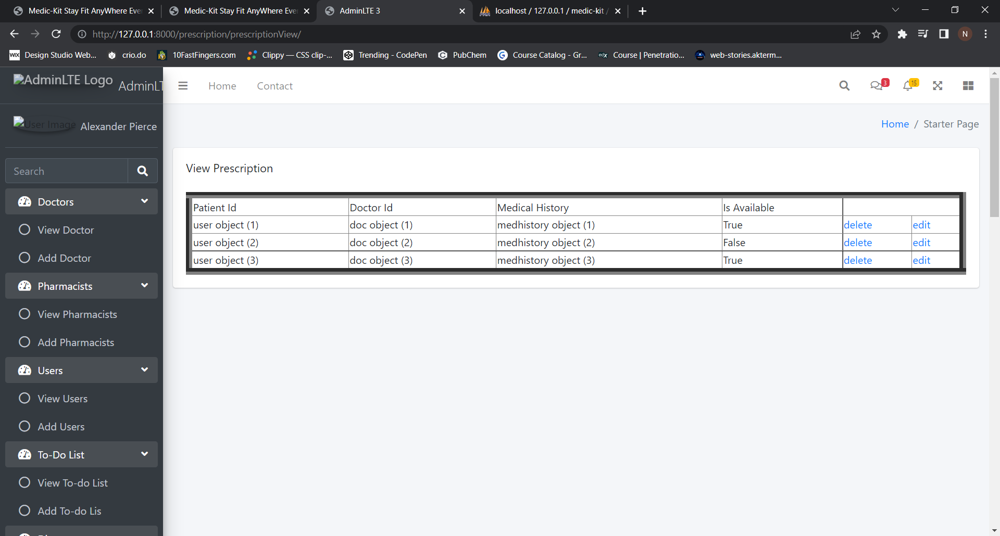 Medic-Kit Stay Fit AnyWhere Eve
Medic-Kit Stay Fit AnyWhere Eve
AdminLTE 3
localhost / 127.0.0.1 / medic-kit /
http://127.0.0.1:8000/prescription/prescriptionView/
N
WIX Design Studio Web...
crio.do
10FastFingers.com
Clippy — CSS clip-...
Trending - CodePen
PubChem
G Course Catalog - Gr...
edX Course | Penetratio...
web-stories.akterm...
AdminLTE Logo AdminLT
Home
Contact
3
15
User Image Alexander Pierce
Home / Starter Page
Search
Doctors
View Doctor
Add Doctor
Pharmacists
View Pharmacists
Add Pharmacists
Users
View Users
Add Users
To-Do List
View To-do List
Add To-do Lis
View Prescription
Patient Id Doctor Id Medical History Is Available
user object (1) doc object (1) medhistory object (1) True delete edit
user object (2) doc object (2) medhistory object (2) False delete edit
user object (3) doc object (3) medhistory object (3) True delete edit